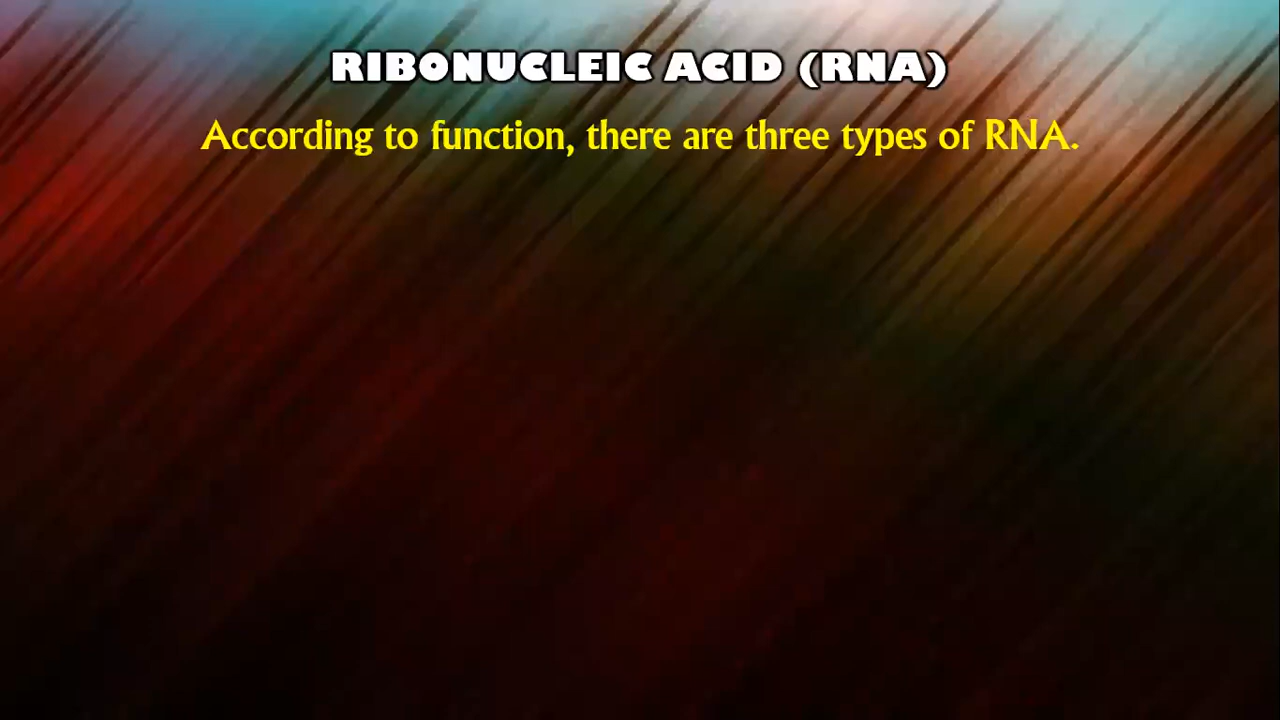 RIBONUCLEIC ACID (RNA)
According to function, there are three types of RNA.